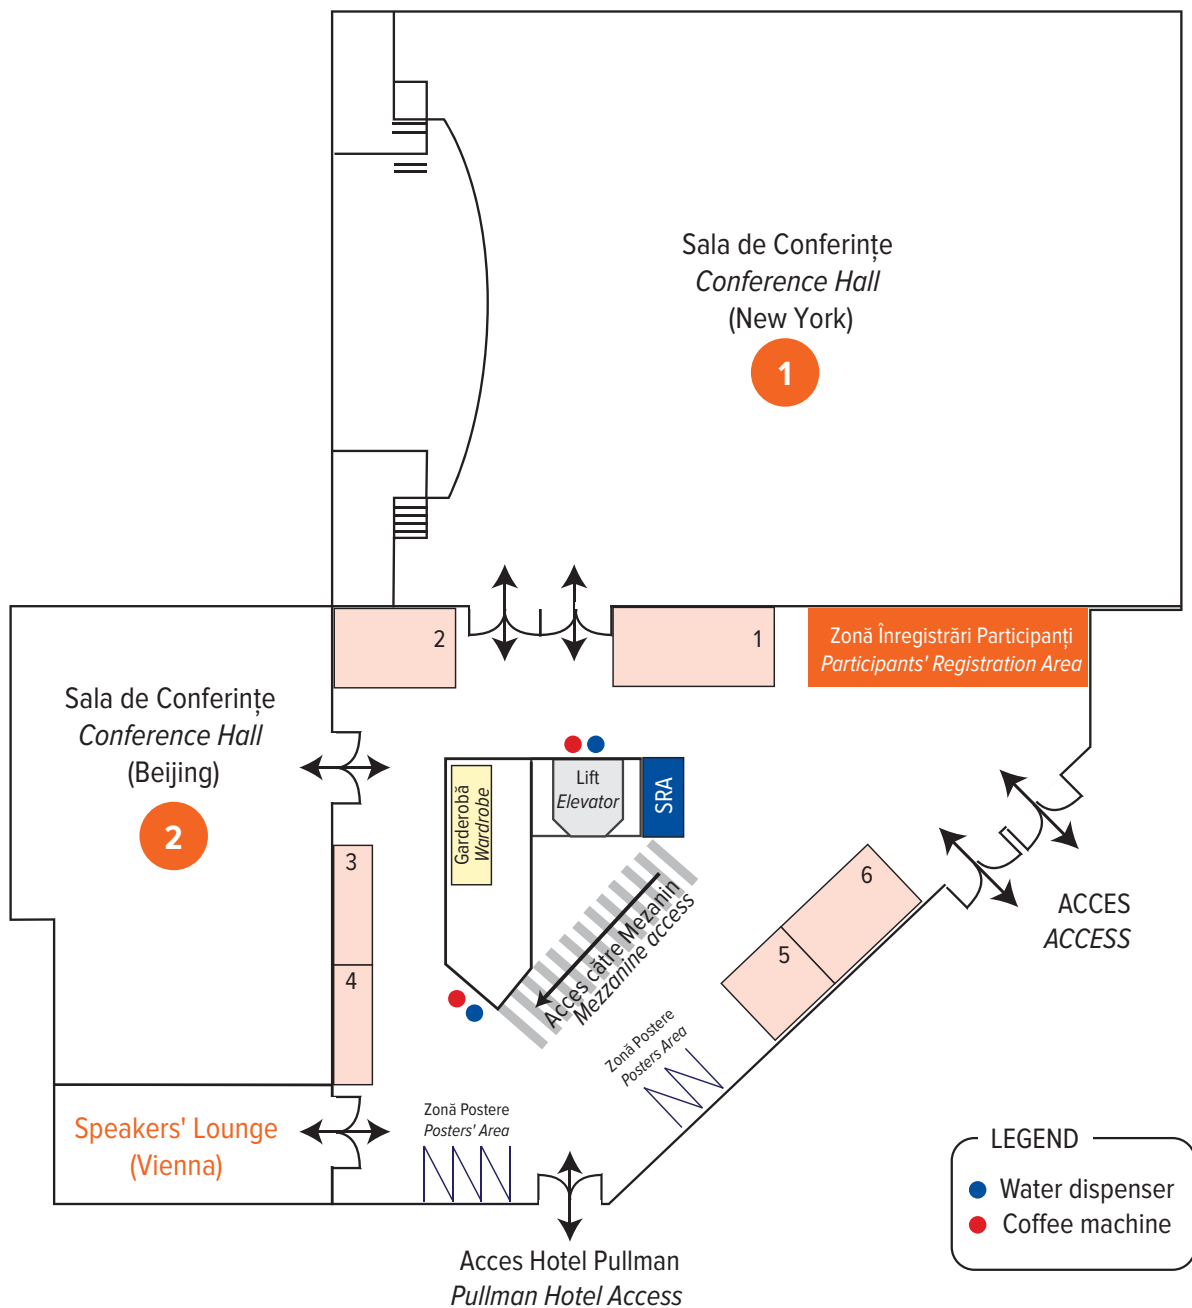 Sala de Conferințe
Conference Hall
(New York)
1
2
1
Zonă Înregistrări Participanți
Participants' Registration Area
Sala de Conferințe
Conference Hall
(Beijing)
2
Garderobă
Wardrobe
Lift
Elevator
SRA
3
4
6
5
Acces către Mezanin
Mezzanine access
ACCES
ACCESS
Zonă Postere
Posters Area
Zonă Postere
Posters' Area
Speakers' Lounge
(Vienna)
LEGEND
Water dispenser
Coffee machine
Acces Hotel Pullman
Pullman Hotel Access